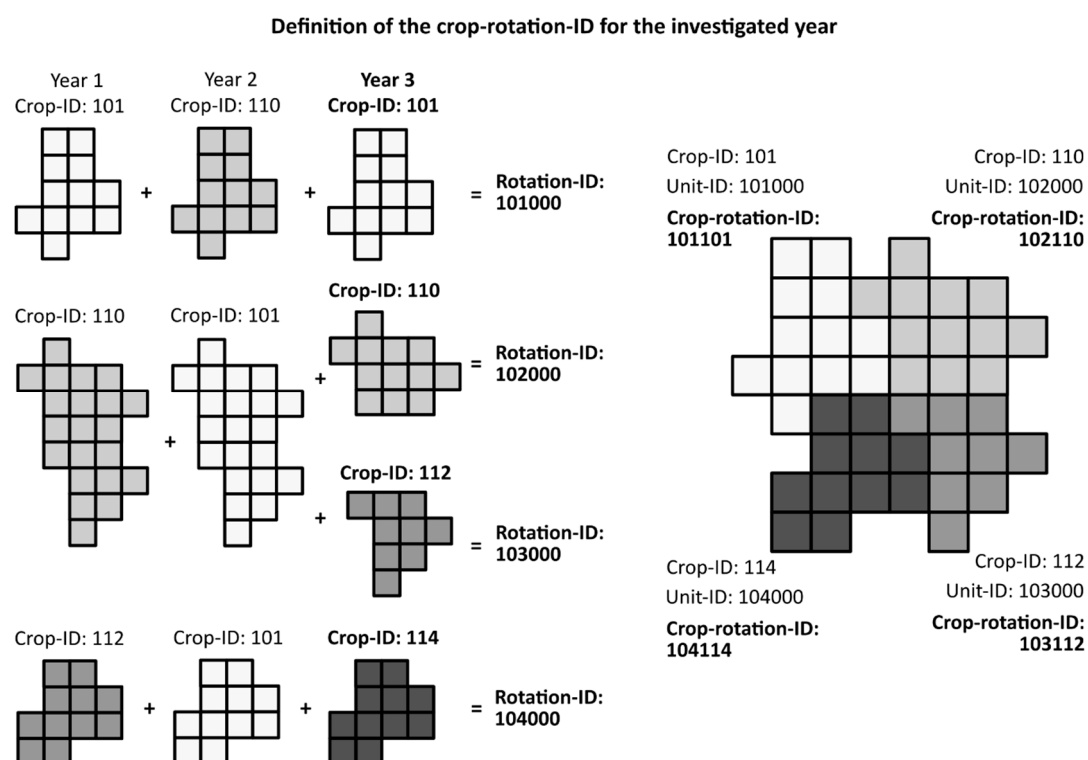 Definition of the crop-rotation-ID for the investigated year
Year 1
Crop-ID: 101
Year 2
Crop-ID: 110
Year 3
Crop-ID: 101
+
+
=
Rotation-ID:
101000
Crop-ID: 110
+
Crop-ID: 101
+
Crop-ID: 110
=
Rotation-ID:
102000
+
Crop-ID: 112
=
Rotation-ID:
103000
Crop-ID: 112
+
Crop-ID: 101
+
Crop-ID: 114
=
Rotation-ID:
104000
Crop-ID: 101
Unit-ID: 101000
Crop-rotation-ID:
101101
Crop-ID: 110
Unit-ID: 102000
Crop-rotation-ID:
102110
Crop-ID: 114
Unit-ID: 104000
Crop-rotation-ID:
104114
Crop-ID: 112
Unit-ID: 103000
Crop-rotation-ID:
103112